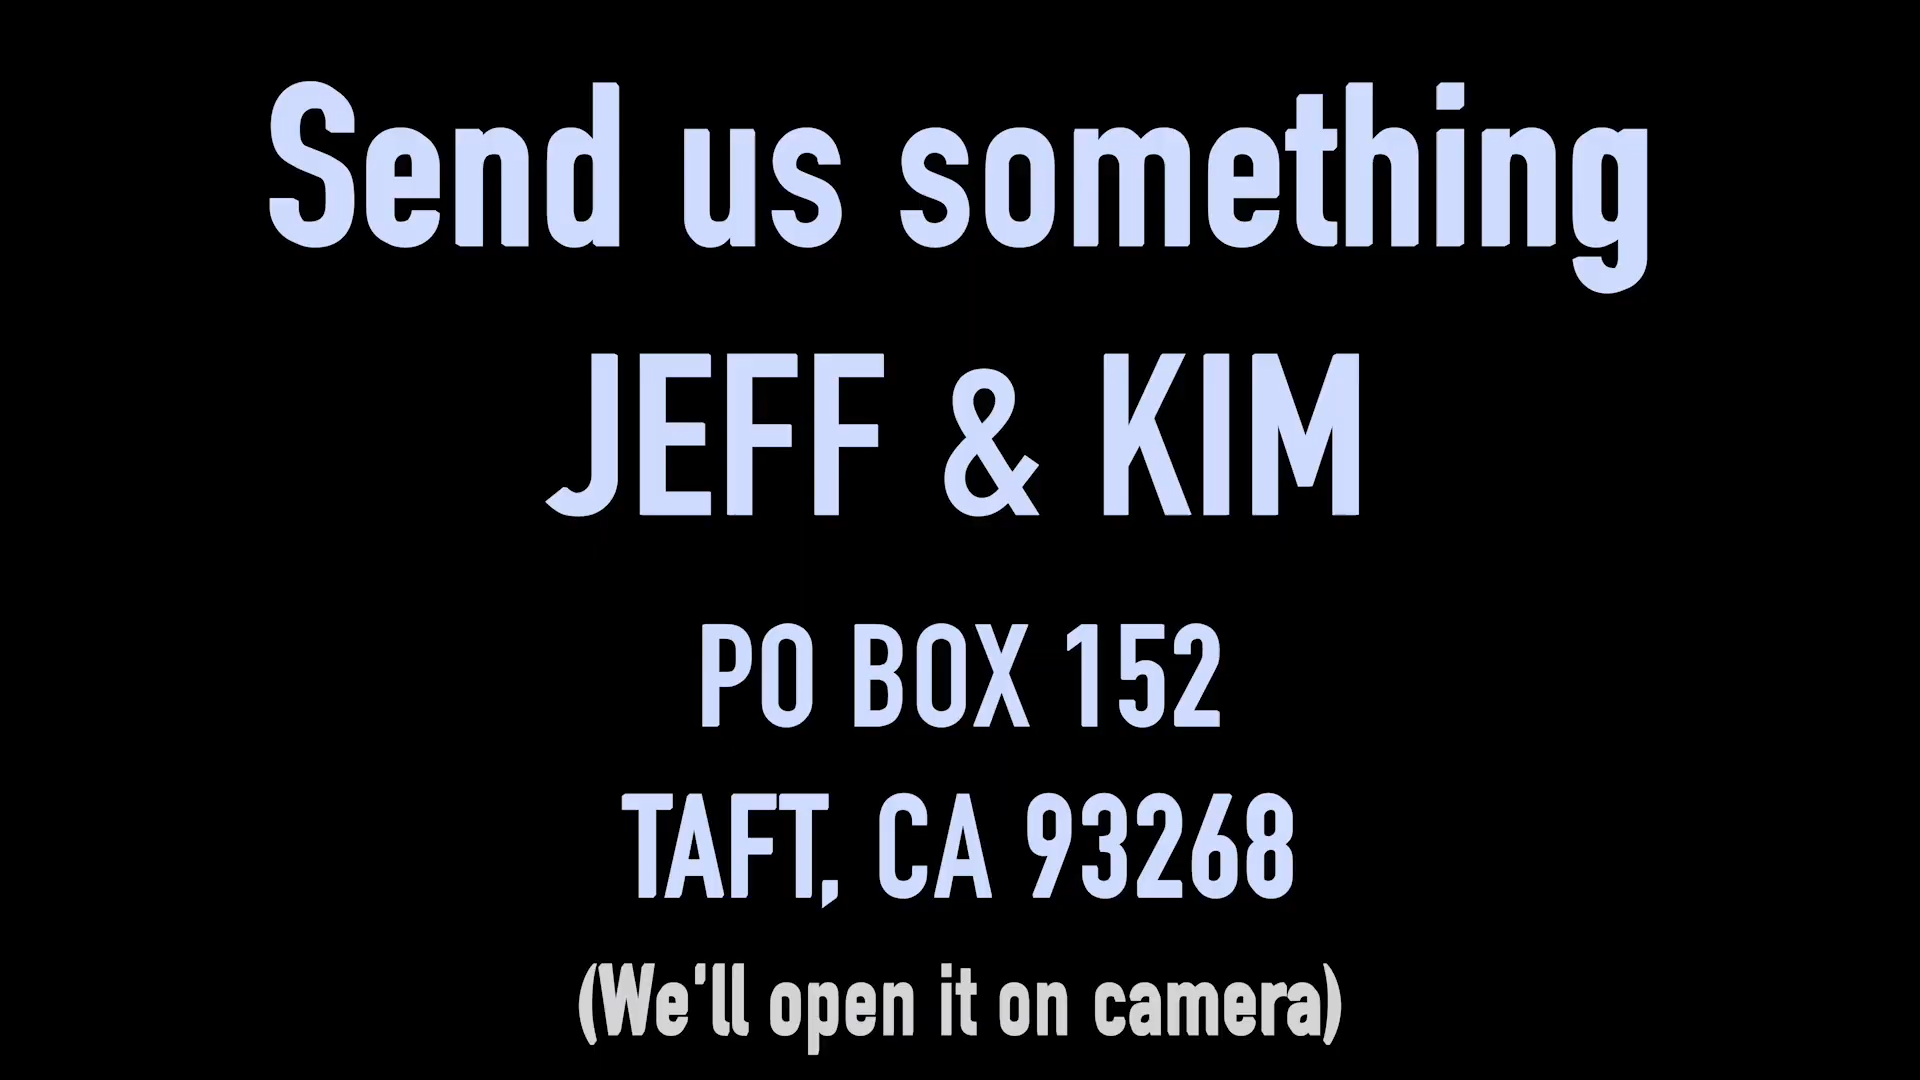 Send us something
JEFF & KIM
PO BOX 152
TAFT, CA 93268
(We'll open it on camera)